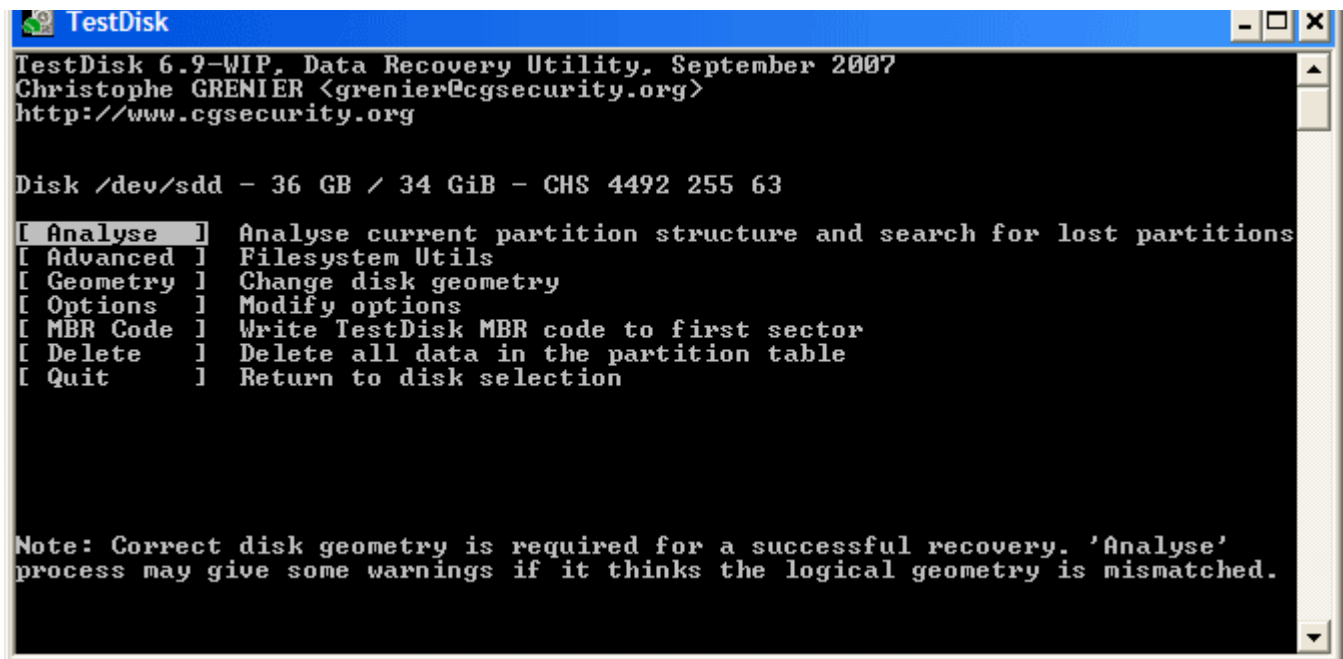 TestDisk
TestDisk 6.9-WIP, Data Recovery Utility, September 2007
Christophe GRENIER <grenier@cgsecurity.org>
http://www.cgsecurity.org
Disk /dev/sdd - 36 GB / 34 GiB - CHS 4492 255 63
[ Analyse  ]  Analyse current partition structure and search for lost partitions
[ Advanced ]  Filesystem Utils
[ Geometry ]  Change disk geometry
[ Options  ]  Modify options
[ MBR Code ]  Write TestDisk MBR code to first sector
[ Delete   ]  Delete all data in the partition table
[ Quit     ]  Return to disk selection
Note: Correct disk geometry is required for a successful recovery. 'Analyse'
process may give some warnings if it thinks the logical geometry is mismatched.